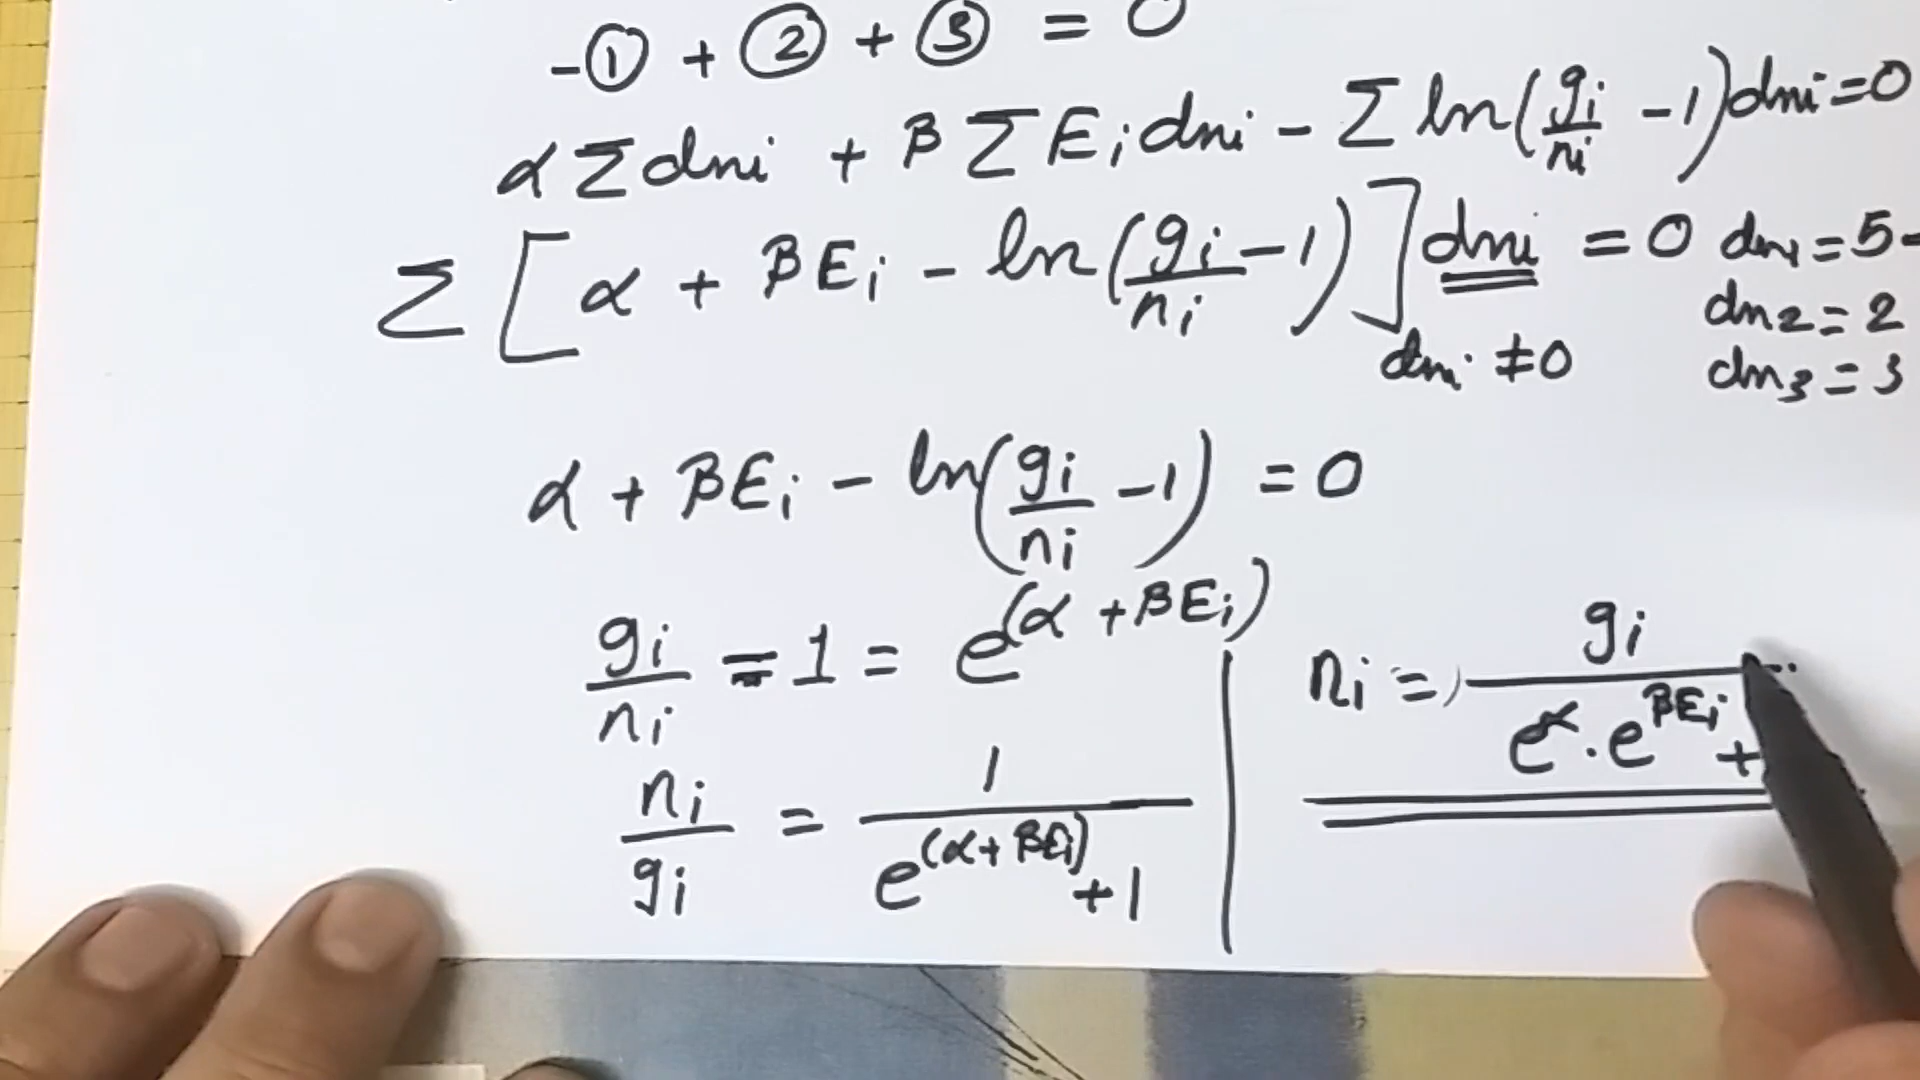 -① + ② + ③ = 0
α Σ dni + β Σ Ei dni - Σ ln(gi/ni - 1)dni = 0
Σ [α + βEi - ln(gi/ni - 1)] dni = 0
dni ≠ 0
dn1 = 5-
dn2 = 2
dn3 = 3
α + βEi - ln(gi/ni - 1) = 0
gi/ni - 1 = e^(α + βEi)
ni/gi = 1/(e^(α + βEi) + 1)
ni = gi/(e^α · e^βEi +